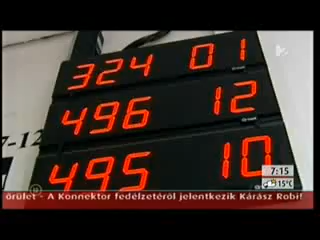 324 01
496 12
7-12
495 10
7:15
15°C
örület - A Konnektor fedélzetéről jelentkezik Kárász Robi!